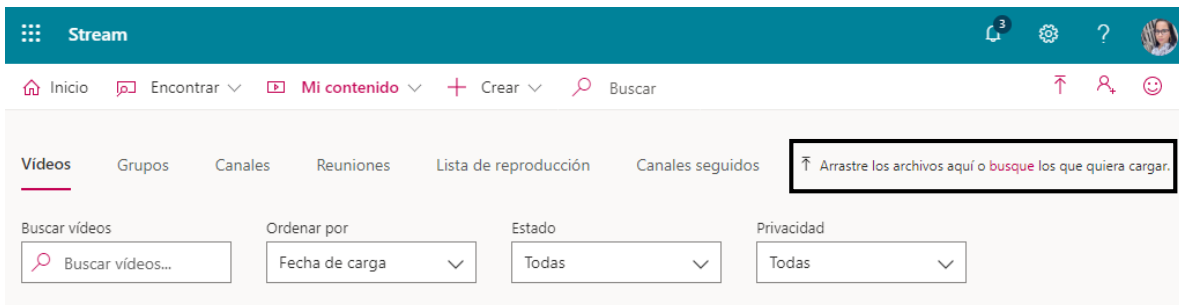 Stream
3
?
Inicio Encontrar Mi contenido Crear Buscar
Vídeos Grupos Canales Reuniones Lista de reproducción Canales seguidos Arrastre los archivos aquí o busque los que quiera cargar.
Buscar vídeos Ordenar por Estado Privacidad
Buscar vídeos... Fecha de carga Todas Todas